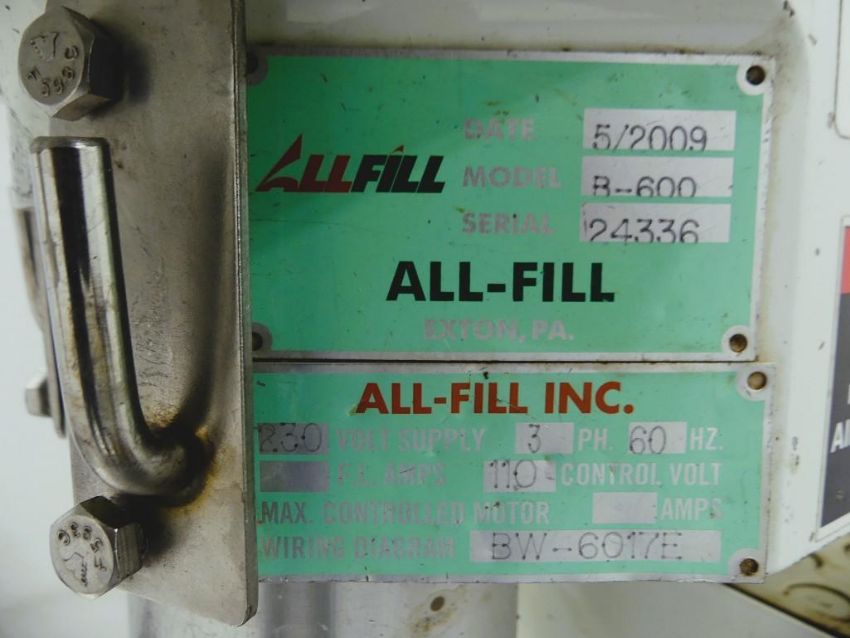 ALLFILL
DATE 5/2009
MODEL B-600
SERIAL 24336
ALL-FILL
EXTON, PA.
ALL-FILL INC.
230 VOLT SUPPLY 3 PH. 60 HZ.
F.L. AMPS 110 CONTROL VOLT
MAX. CONTROLLED MOTOR AMPS
WIRING DIAGRAM BW-6017E